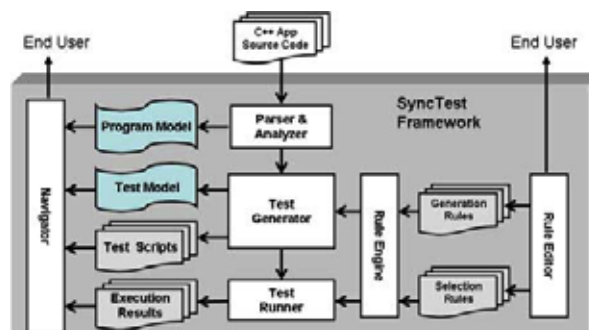 End User
C++ App
Source Code
End User
SyncTest
Framework
Program Model
Parser &
Analyzer
Navigator
Test Model
Test
Generator
Rule Engine
Generation
Rules
Rule Editor
Test Scripts
Execution
Results
Test
Runner
Selection
Rules